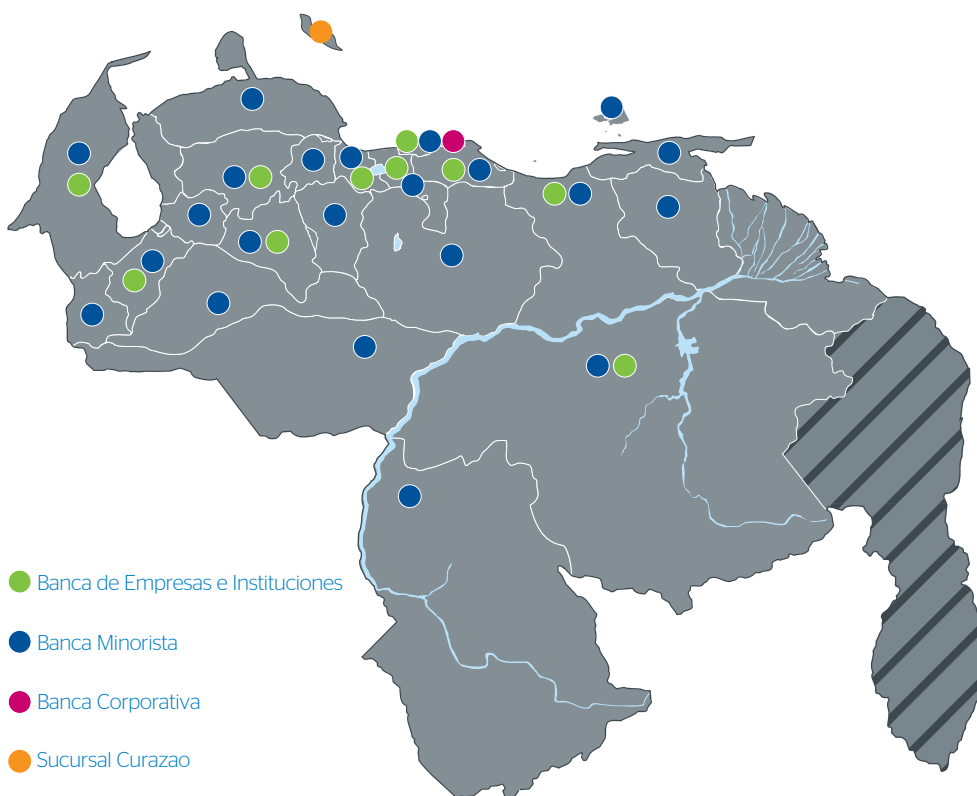 Banca de Empresas e Instituciones
Banca Minorista
Banca Corporativa
Sucursal Curazao